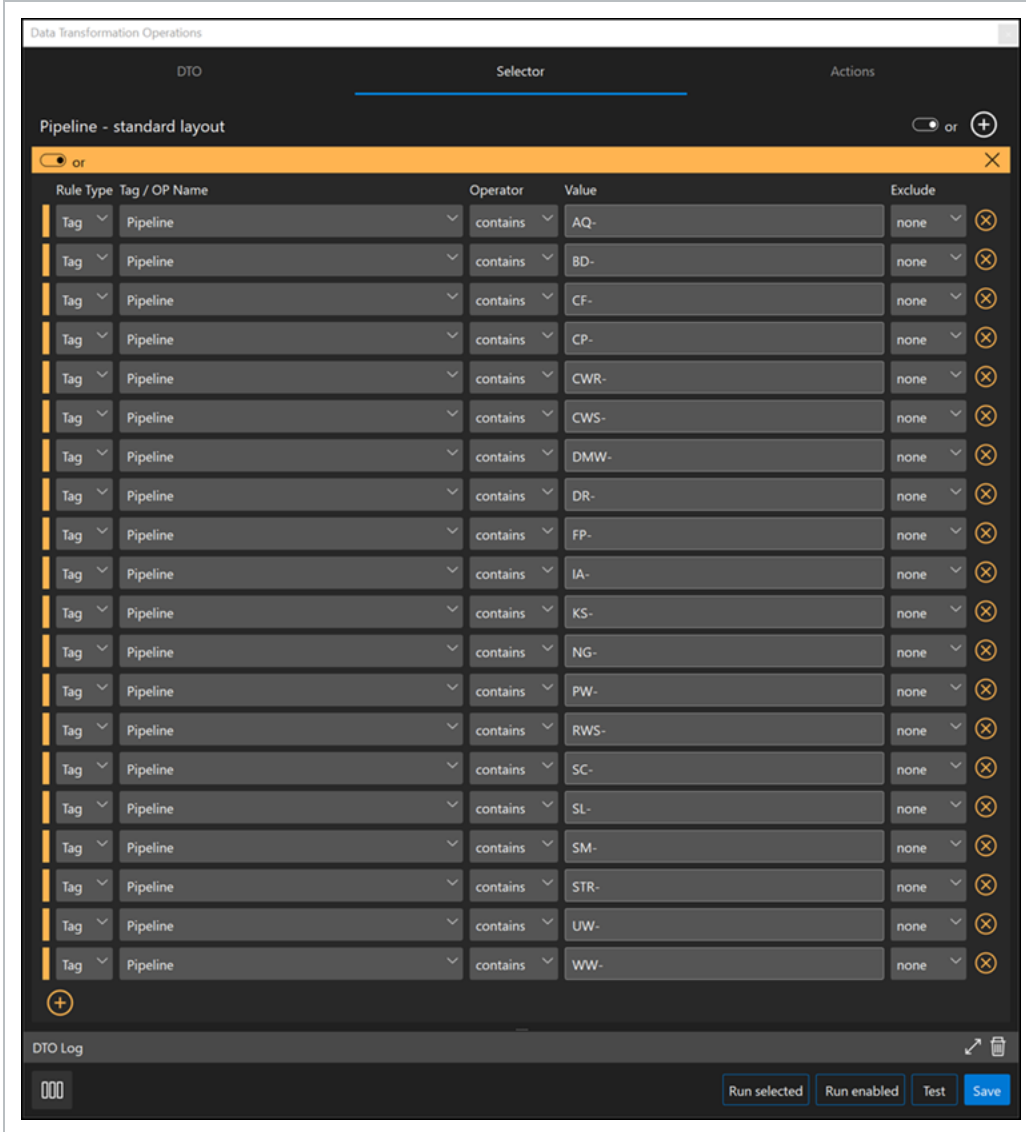 Data Transformation Operations
DTO Selector Actions
Pipeline - standard layout or
or
Rule Type Tag / OP Name Operator Value Exclude
Tag Pipeline contains AQ- none
Tag Pipeline contains BD- none
Tag Pipeline contains CF- none
Tag Pipeline contains CP- none
Tag Pipeline contains CWR- none
Tag Pipeline contains CWS- none
Tag Pipeline contains DMW- none
Tag Pipeline contains DR- none
Tag Pipeline contains FP- none
Tag Pipeline contains IA- none
Tag Pipeline contains KS- none
Tag Pipeline contains NG- none
Tag Pipeline contains PW- none
Tag Pipeline contains RWS- none
Tag Pipeline contains SC- none
Tag Pipeline contains SL- none
Tag Pipeline contains SM- none
Tag Pipeline contains STR- none
Tag Pipeline contains UW- none
Tag Pipeline contains WW- none
DTO Log
Run selected Run enabled Test Save